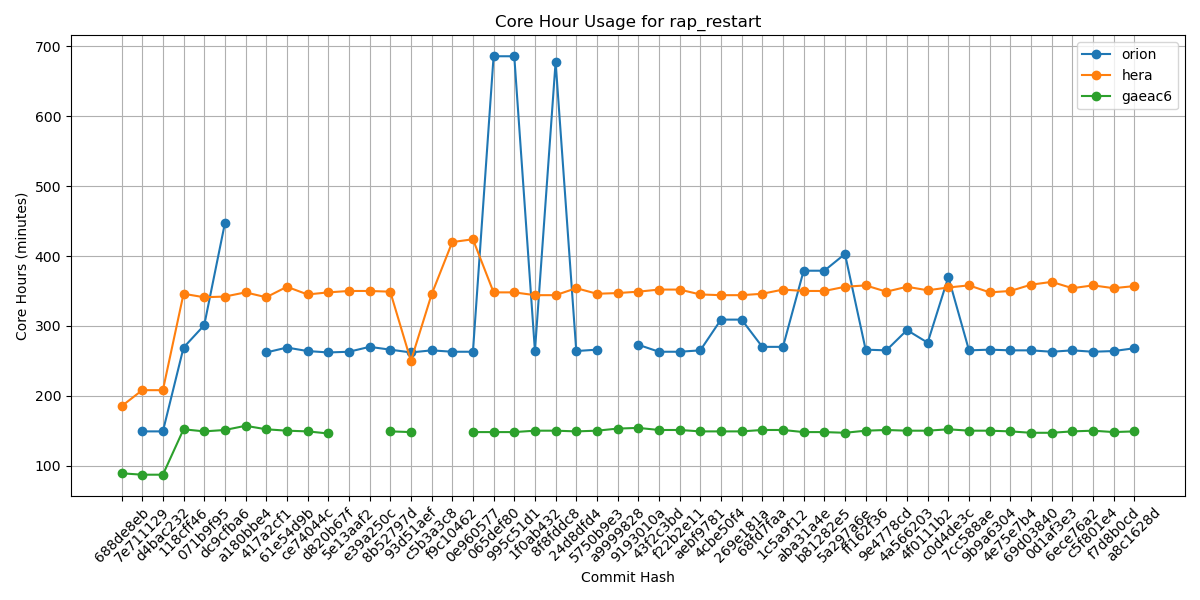 Core Hour Usage for rap_restart
orion
hera
gaeac6
Core Hours (minutes)
700
600
500
400
300
200
100
688de8eb
7e711129
d4bac232
118cff46
071b9f95
dc9cfba6
a180bbe4
417a2cf1
61e54d9b
ce74044c
d820b67f
5e13aaf2
e39a250c
8b52797d
93d51aef
c5b3a3c8
f9c10462
0e960577
065def80
995c51d1
1f0ab432
8f8fdfc8
24d8dfd4
5750b9e3
a9999828
9193010a
43f2c3bd
f22b2e11
aebf9781
4cbe50f4
269e181a
68fd7faa
1c5a9f12
aba31a4e
b81282e5
5a297a6e
ff162f36
9e4778cd
4a566203
4f011b2
c0d4de3c
7cc588ae
9b9a6304
4e75e7b4
69d03840
0d1af3e3
6ece76a2
c5f801e4
f7d8b0cd
a8c1628d
Commit Hash